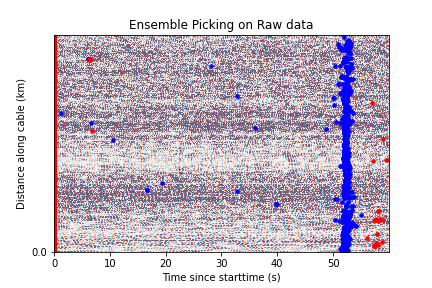 Ensemble Picking on Raw data
Distance along cable (km)
0.0
0 10 20 30 40 50
Time since starttime (s)